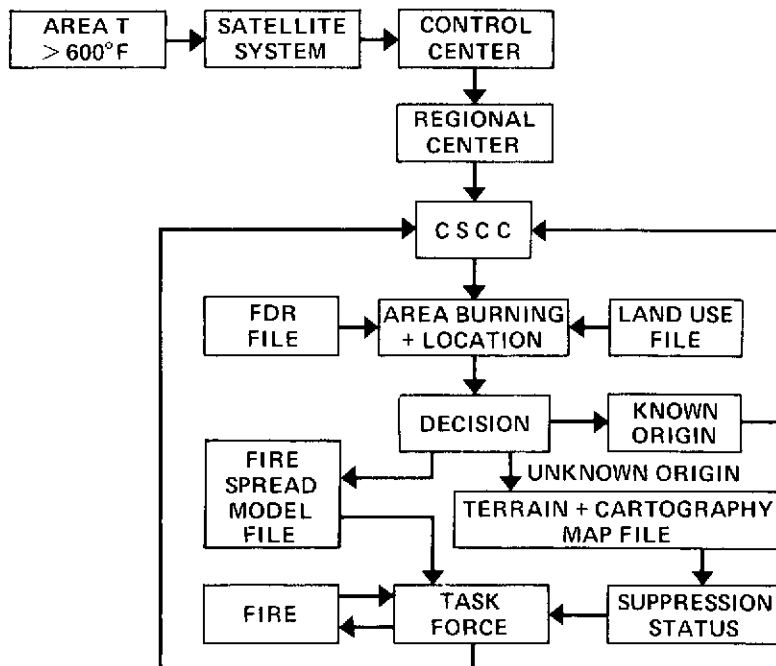 AREA T
> 600°F
SATELLITE
SYSTEM
CONTROL
CENTER
REGIONAL
CENTER
CSCC
FDR
FILE
AREA BURNING
+ LOCATION
LAND USE
FILE
DECISION
KNOWN
ORIGIN
FIRE
SPREAD
MODEL
FILE
UNKNOWN ORIGIN
TERRAIN + CARTOGRAPHY
MAP FILE
FIRE
TASK
FORCE
SUPPRESSION
STATUS